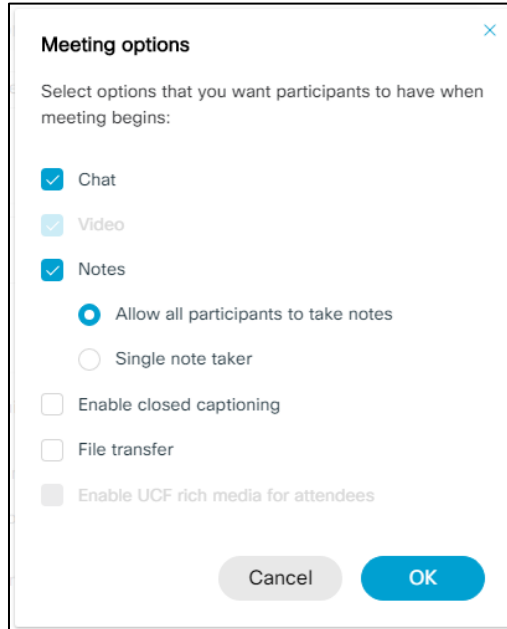 Meeting options
Select options that you want participants to have when
meeting begins:
Chat
Video
Notes
Allow all participants to take notes
Single note taker
Enable closed captioning
File transfer
Enable UCF rich media for attendees
Cancel
OK